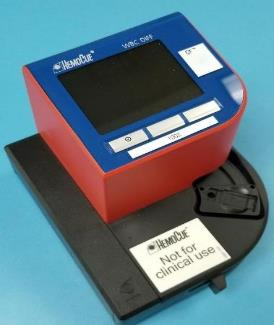 HemoCue
WBC DIFF
HemoCue
Not for
clinical use